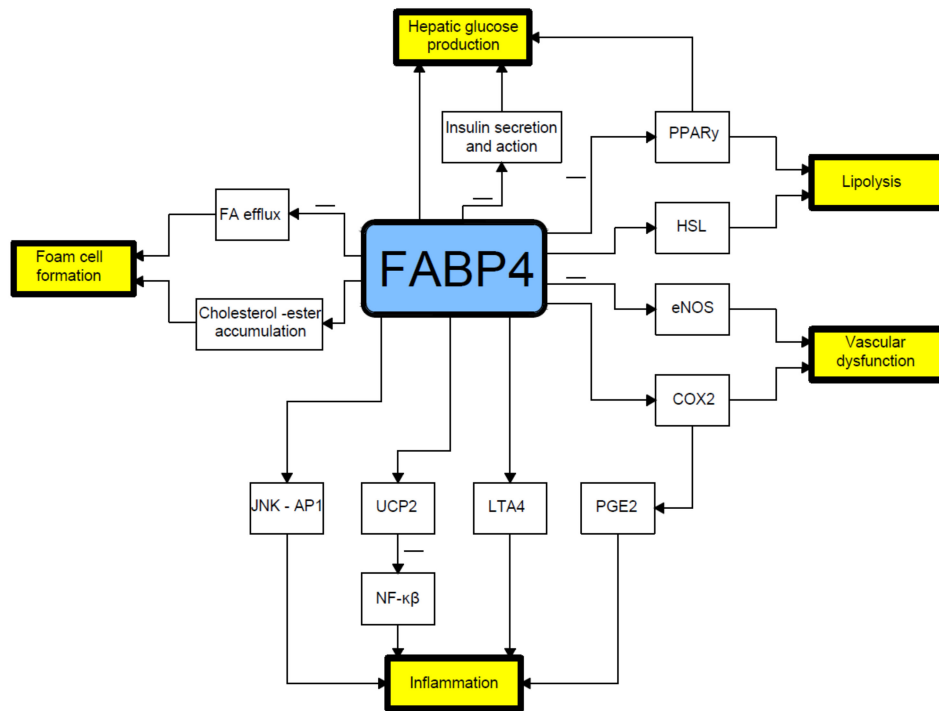 Hepatic glucose
production
Insulin secretion
and action
PPARy
Lipolysis
FA efflux
HSL
Foam cell
formation
FABP4
Cholesterol -ester
accumulation
eNOS
Vascular
dysfunction
COX2
JNK - AP1
UCP2
LTA4
PGE2
NF-κβ
Inflammation